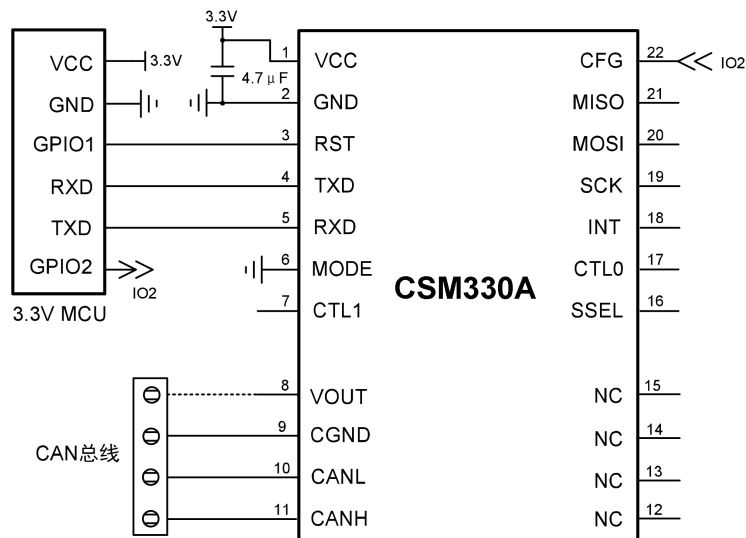 3.3V
VCC
3.3V
GND
GPIO1
RXD
TXD
GPIO2
IO2
3.3V MCU
4.7μF
1
VCC
2
GND
3
RST
4
TXD
5
RXD
6
MODE
7
CTL1
8
VOUT
9
CGND
10
CANL
11
CANH
CAN总线
CSM330A
CFG
22
IO2
MISO
21
MOSI
20
SCK
19
INT
18
CTL0
17
SSEL
16
NC
15
NC
14
NC
13
NC
12